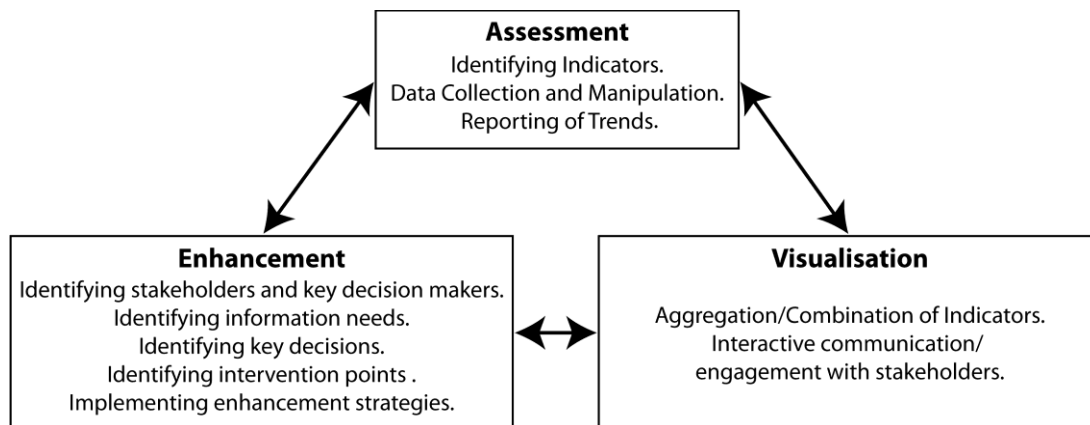 Assessment
Identifying Indicators.
Data Collection and Manipulation.
Reporting of Trends.
Enhancement
Identifying stakeholders and key decision makers.
Identifying information needs.
Identifying key decisions.
Identifying intervention points .
Implementing enhancement strategies.
Visualisation
Aggregation/Combination of Indicators.
Interactive communication/
engagement with stakeholders.